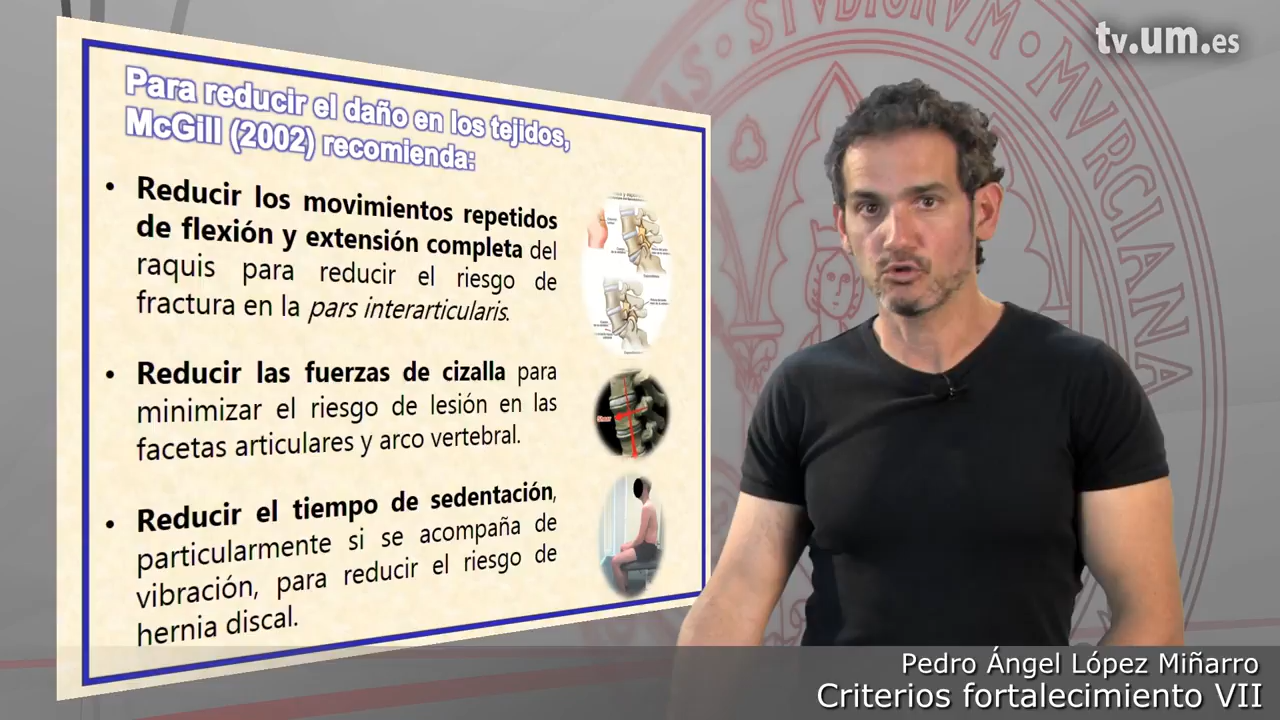 tv.um.es
STVDIORVM
MVRCIANA
Para reducir el daño en los tejidos,
McGill (2002) recomienda:
• Reducir los movimientos repetidos
de flexión y extensión completa del
raquis para reducir el riesgo de
fractura en la pars interarticularis.
• Reducir las fuerzas de cizalla para
minimizar el riesgo de lesión en las
facetas articulares y arco vertebral.
• Reducir el tiempo de sedentación,
particularmente si se acompaña de
vibración, para reducir el riesgo de
hernia discal.
Pedro Ángel López Miñarro
Criterios fortalecimiento VII